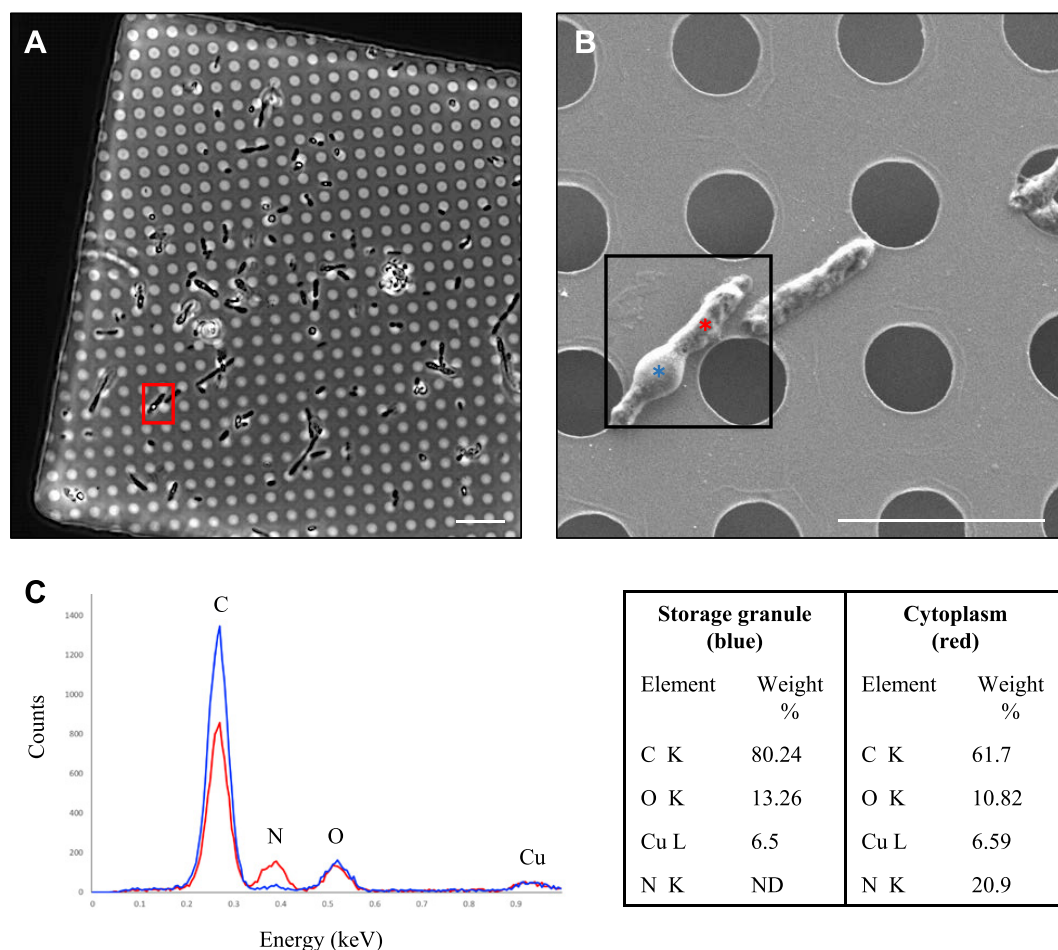 A
B
*
*
C
1400
1200
1000
800
600
400
200
0
Counts
C
N
O
Cu
0
0.1
0.2
0.3
0.4
0.5
0.6
0.7
0.8
0.9
Energy (keV)
Storage granule
(blue)
Cytoplasm
(red)
Element Weight
%
Element Weight
%
C K 80.24 C K 61.7
O K 13.26 O K 10.82
Cu L 6.5 Cu L 6.59
N K ND N K 20.9